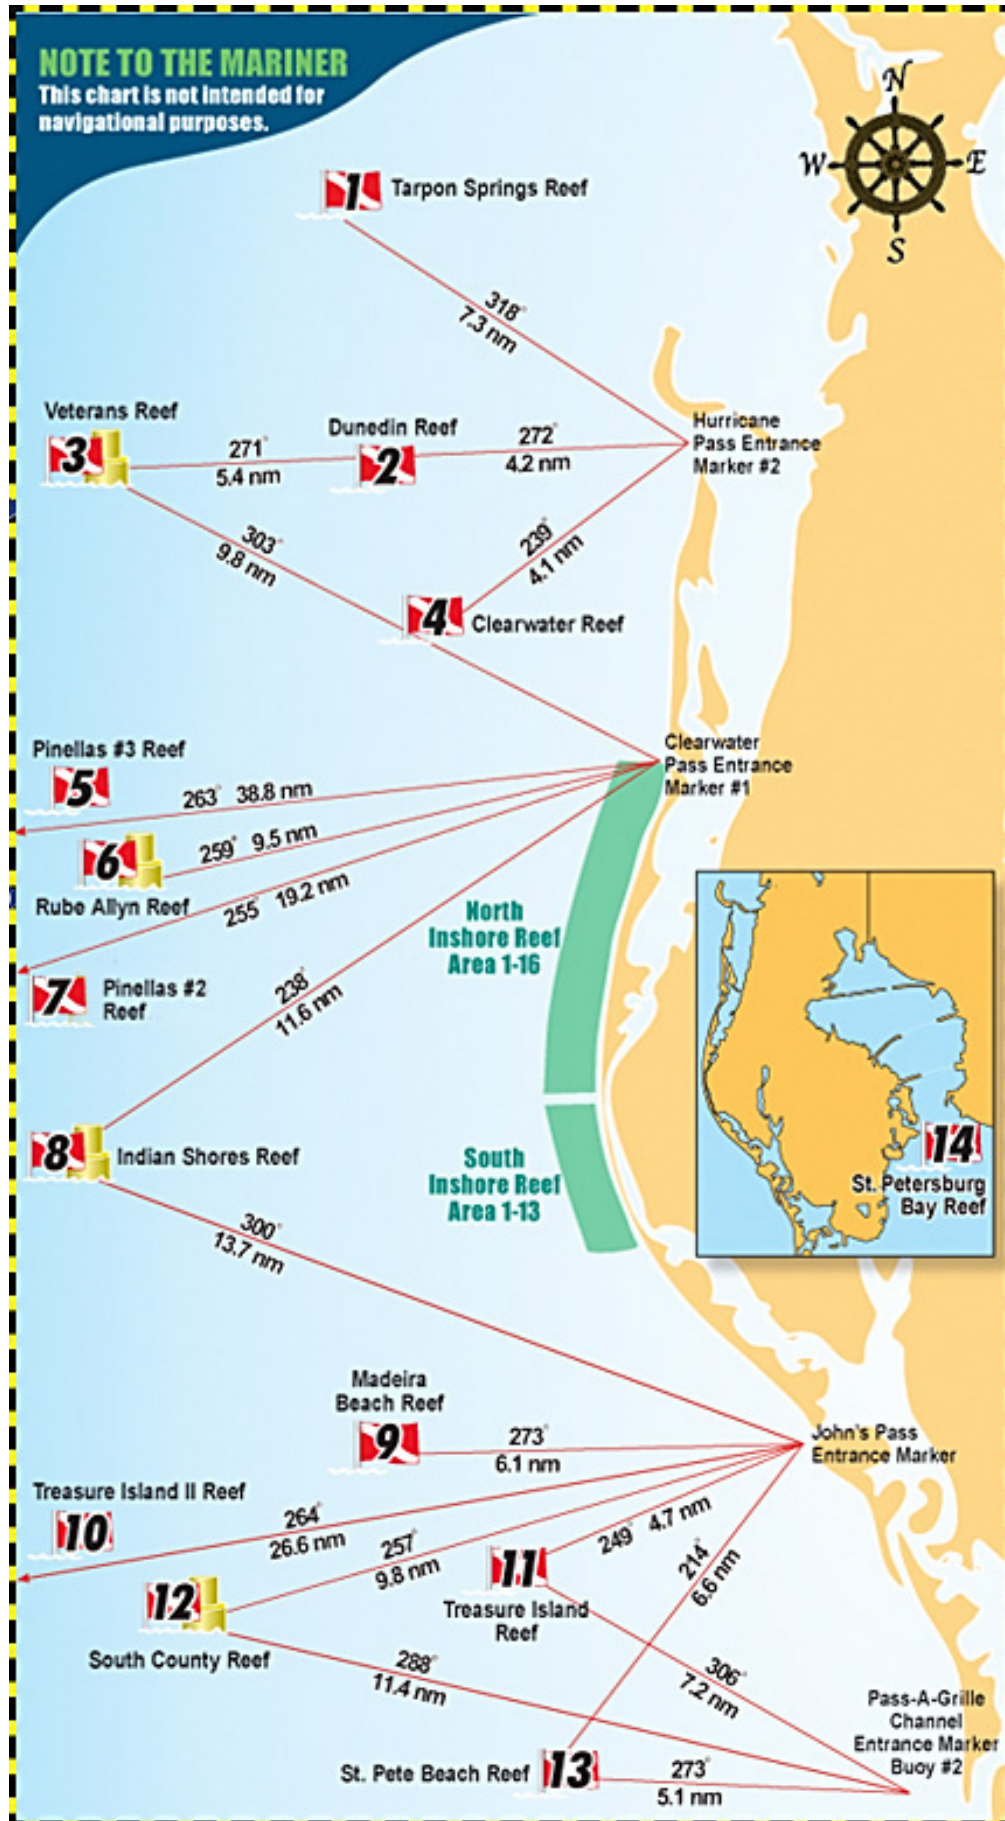 NOTE TO THE MARINER
This chart is not intended for
navigational purposes.
N
W
E
S
1
Tarpon Springs Reef
318°
7.3 nm
Veterans Reef
3
271°
5.4 nm
Dunedin Reef
2
272°
4.2 nm
Hurricane
Pass Entrance
Marker #2
303°
9.8 nm
239°
4.1 nm
4
Clearwater Reef
Clearwater
Pass Entrance
Marker #1
Pinellas #3 Reef
5
263° 38.8 nm
6
259° 9.5 nm
Rube Allyn Reef
255° 19.2 nm
7
Pinellas #2
Reef
238°
11.6 nm
North
Inshore Reef
Area 1-16
8
Indian Shores Reef
South
Inshore Reef
Area 1-13
14
St. Petersburg
Bay Reef
300°
13.7 nm
Madeira
Beach Reef
9
273°
6.1 nm
John's Pass
Entrance Marker
Treasure Island II Reef
10
264°
26.6 nm
257°
9.8 nm
249° 4.7 nm
214°
6.6 nm
11
Treasure Island
Reef
12
South County Reef
288°
11.4 nm
306°
7.2 nm
Pass-A-Grille
Channel
Entrance Marker
Buoy #2
St. Pete Beach Reef
13
273°
5.1 nm